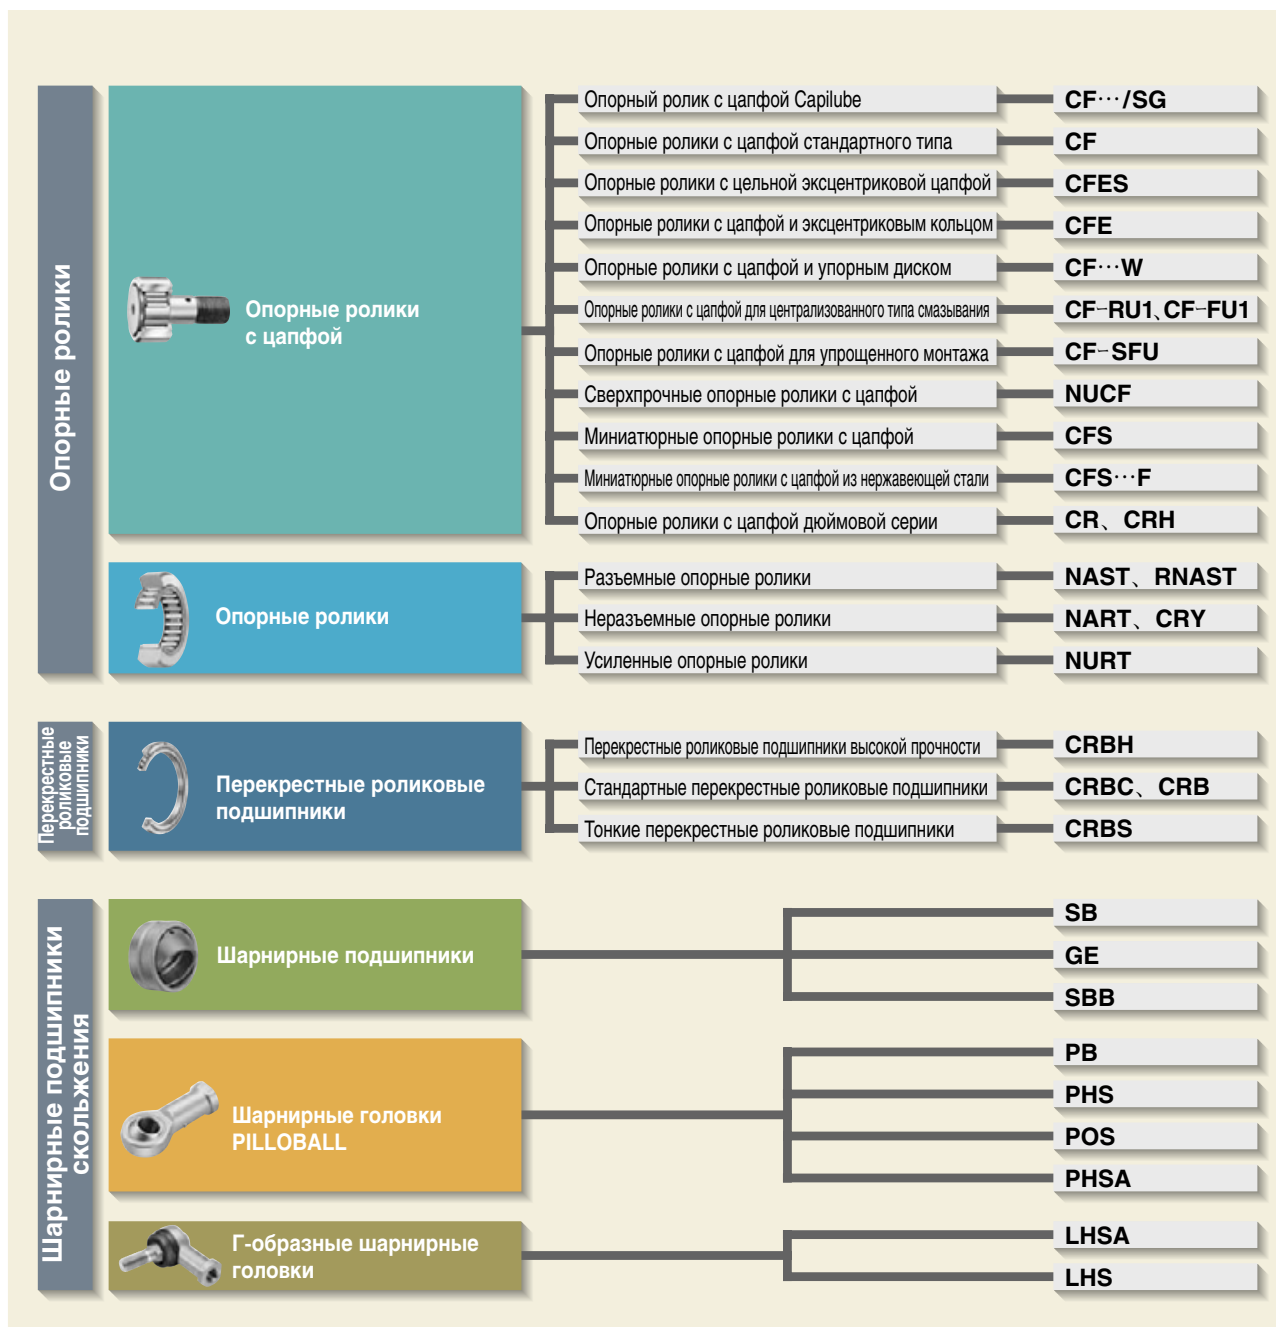 Опорные ролики
Опорные ролики
с цапфой
Опорный ролик с цапфой Capilube
CF···/SG
Опорные ролики с цапфой стандартного типа
CF
Опорные ролики с цельной эксцентриковой цапфой
CFES
Опорные ролики с цапфой и эксцентриковым кольцом
CFE
Опорные ролики с цапфой и упорным диском
CF···W
Опорные ролики с цапфой для централизованного типа смазывания
CF-RU1、CF-FU1
Опорные ролики с цапфой для упрощенного монтажа
CF-SFU
Сверхпрочные опорные ролики с цапфой
NUCF
Миниатюрные опорные ролики с цапфой
CFS
Миниатюрные опорные ролики с цапфой из нержавеющей стали
CFS···F
Опорные ролики с цапфой дюймовой серии
CR、CRH
Опорные ролики
Разъемные опорные ролики
NAST、RNAST
Неразъемные опорные ролики
NART、CRY
Усиленные опорные ролики
NURT
Перекрестные
роликовые
подшипники
Перекрестные роликовые
подшипники
Перекрестные роликовые подшипники высокой прочности
CRBH
Стандартные перекрестные роликовые подшипники
CRBC、CRB
Тонкие перекрестные роликовые подшипники
CRBS
Шарнирные подшипники
скольжения
Шарнирные подшипники
SB
GE
SBB
Шарнирные головки
PILLOBALL
PB
PHS
POS
PHSA
Г-образные шарнирные
головки
LHSA
LHS